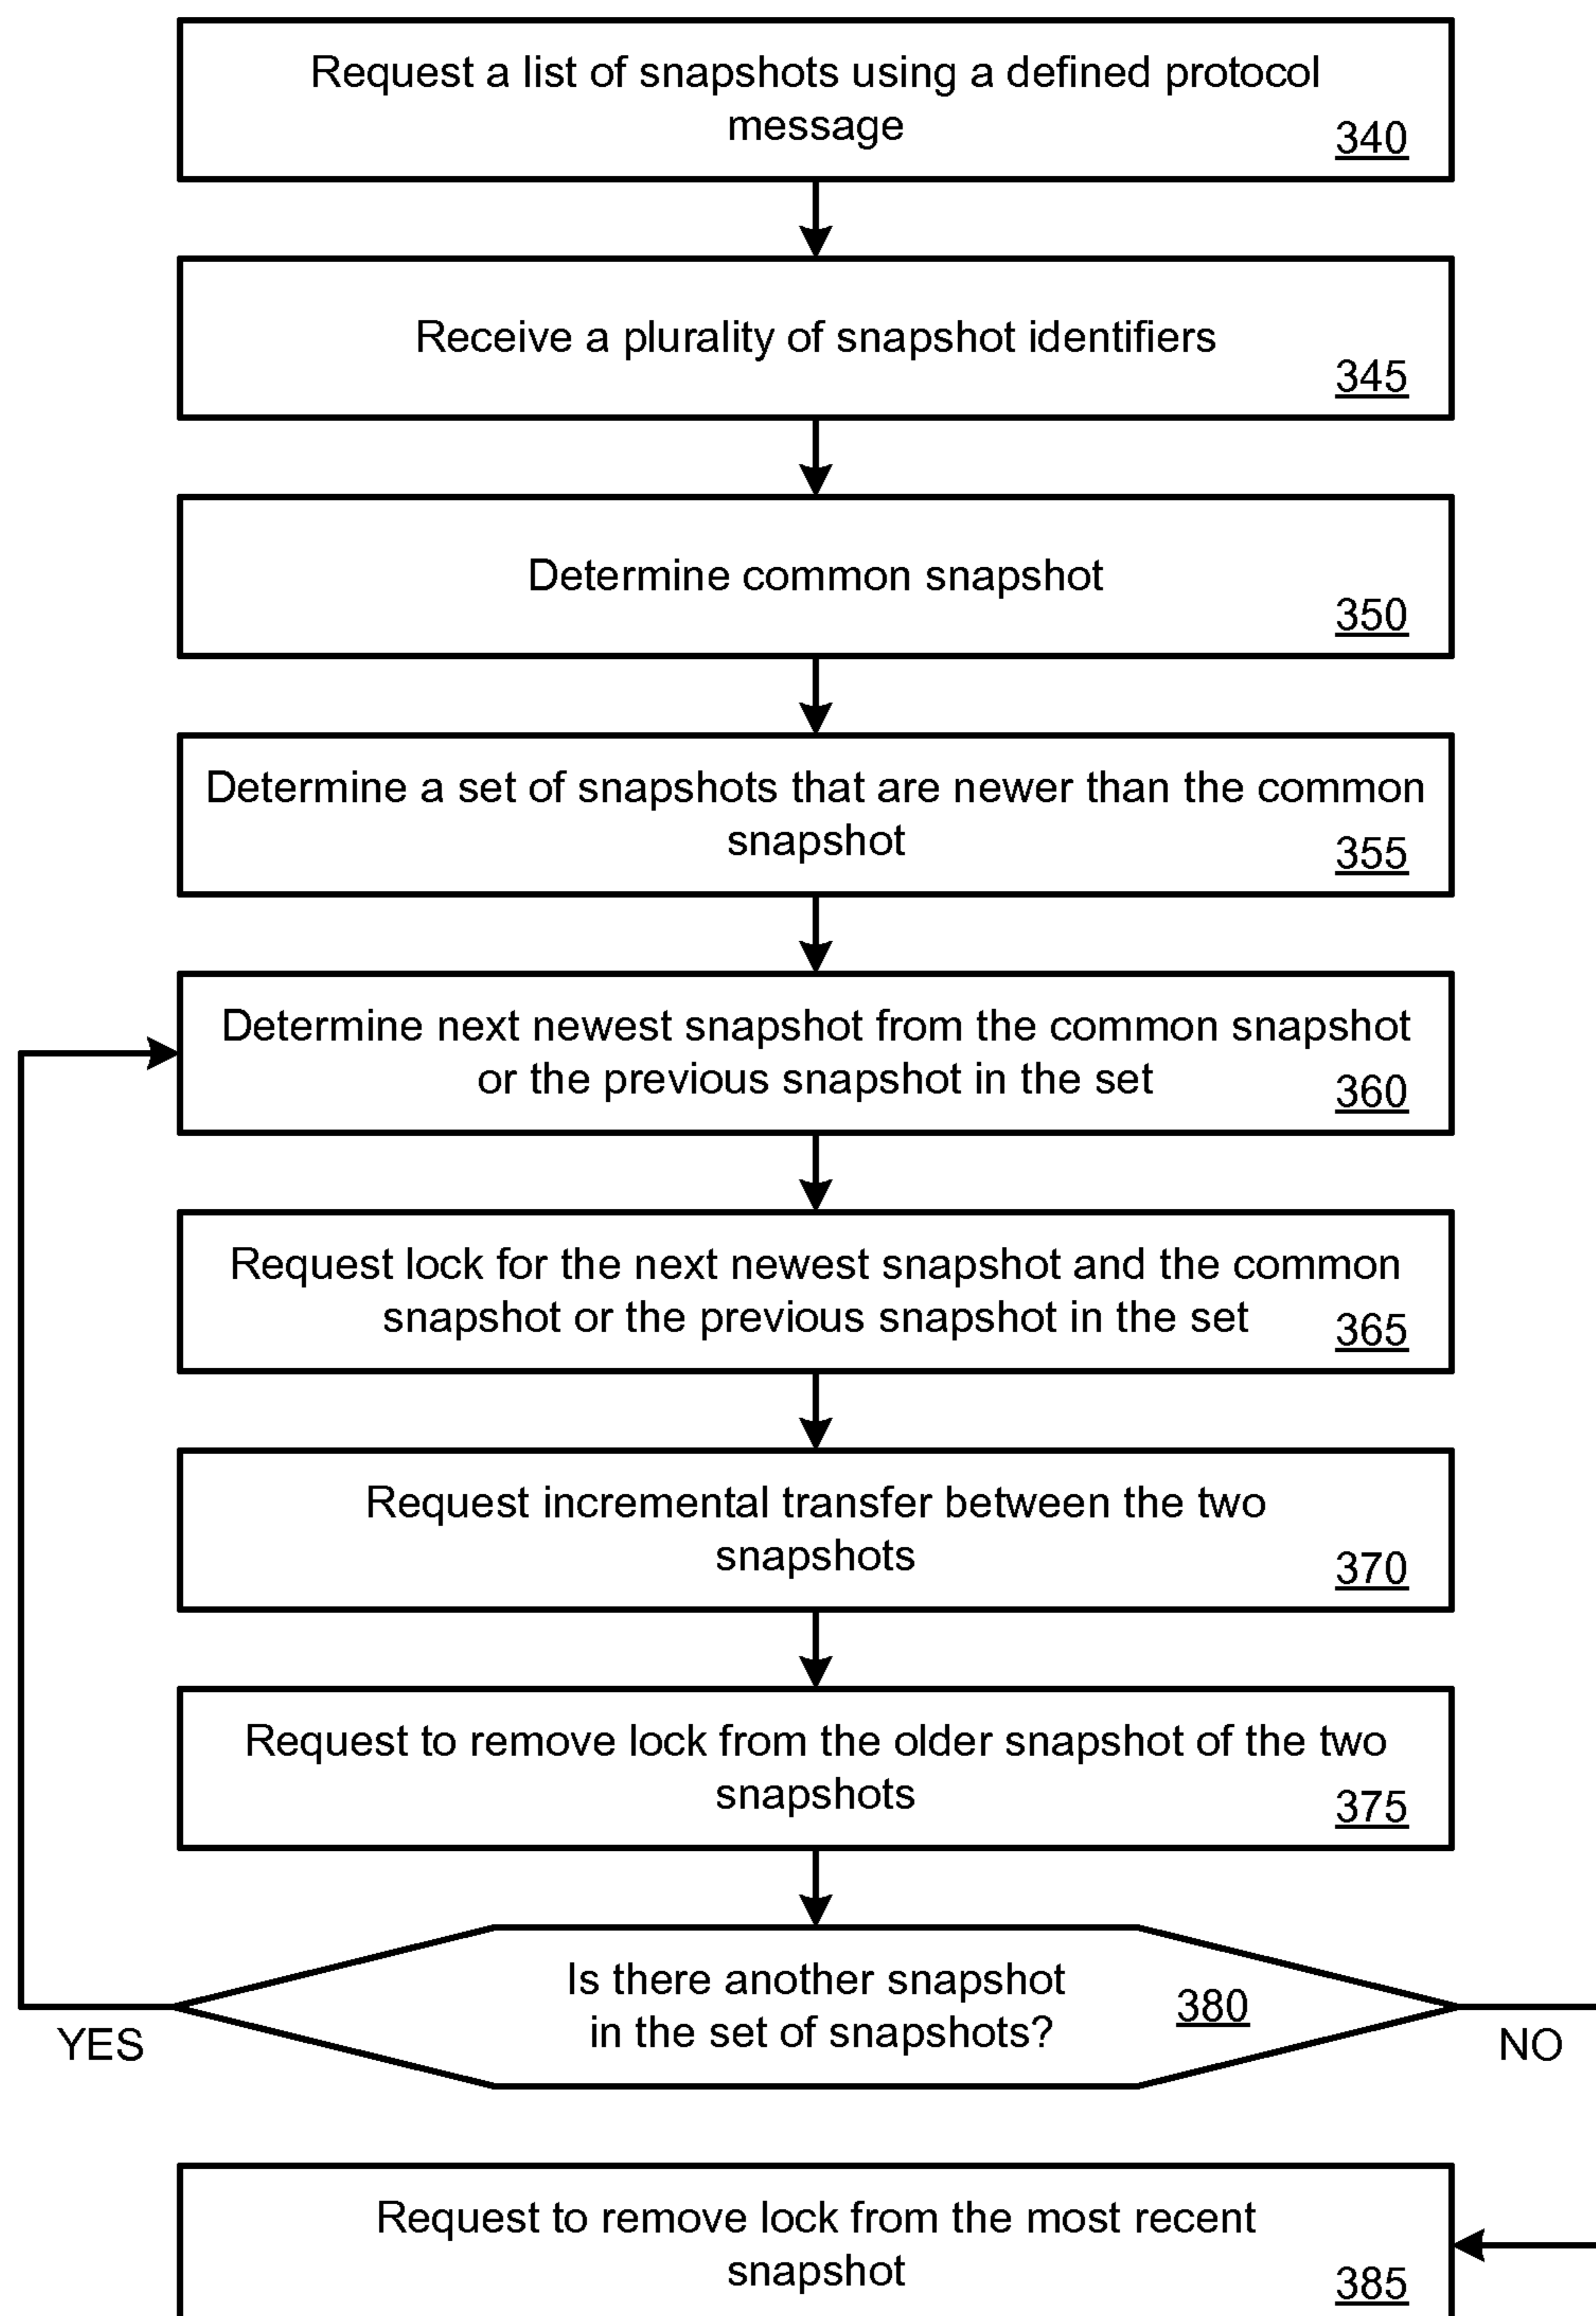 Request a list of snapshots using a defined protocol
message
340
Receive a plurality of snapshot identifiers
345
Determine common snapshot
350
Determine a set of snapshots that are newer than the common
snapshot
355
Determine next newest snapshot from the common snapshot
or the previous snapshot in the set
360
Request lock for the next newest snapshot and the common
snapshot or the previous snapshot in the set
365
Request incremental transfer between the two
snapshots
370
Request to remove lock from the older snapshot of the two
snapshots
375
Is there another snapshot
in the set of snapshots?
380
YES
NO
Request to remove lock from the most recent
snapshot
385